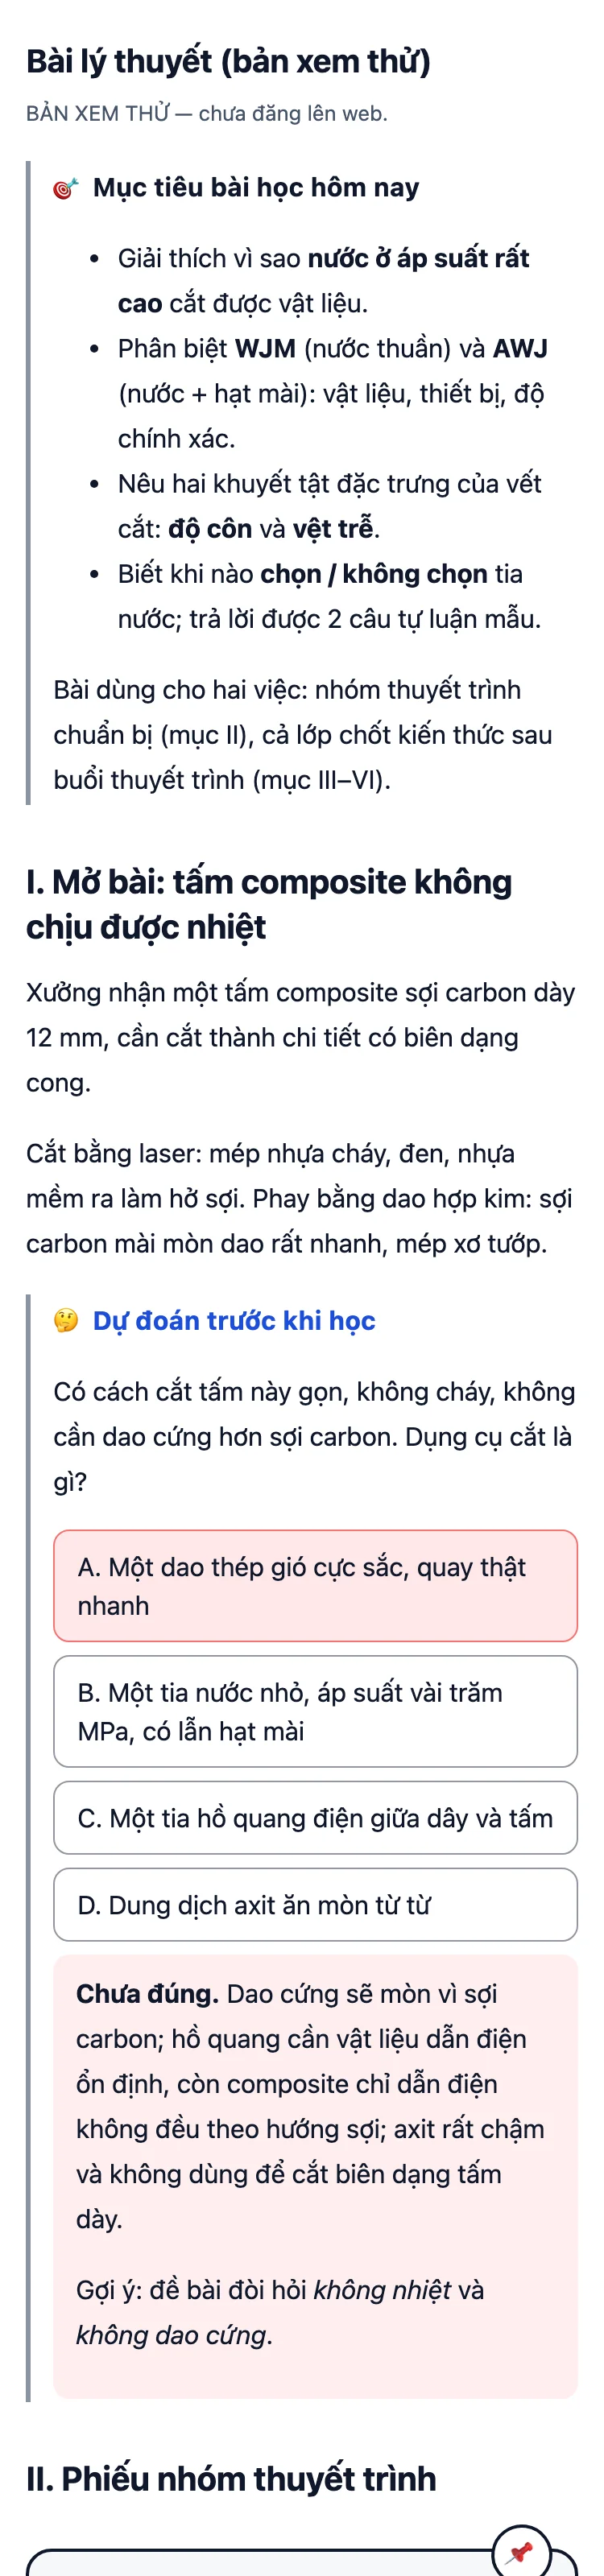 Bài lý thuyết (bản xem thử)
BẢN XEM THỬ — chưa đăng lên web.
🎯 Mục tiêu bài học hôm nay
• Giải thích vì sao nước ở áp suất rất
cao cắt được vật liệu.
• Phân biệt WJM (nước thuần) và AWJ
(nước + hạt mài): vật liệu, thiết bị, độ
chính xác.
• Nêu hai khuyết tật đặc trưng của vết
cắt: độ côn và vệt trễ.
• Biết khi nào chọn / không chọn tia
nước; trả lời được 2 câu tự luận mẫu.
Bài dùng cho hai việc: nhóm thuyết trình
chuẩn bị (mục II), cả lớp chốt kiến thức sau
buổi thuyết trình (mục III–VI).
I. Mở bài: tấm composite không
chịu được nhiệt
Xưởng nhận một tấm composite sợi carbon dày
12 mm, cần cắt thành chi tiết có biên dạng
cong.
Cắt bằng laser: mép nhựa cháy, đen, nhựa
mềm ra làm hở sợi. Phay bằng dao hợp kim: sợi
carbon mài mòn dao rất nhanh, mép xơ tướp.
🤔 Dự đoán trước khi học
Có cách cắt tấm này gọn, không cháy, không
cần dao cứng hơn sợi carbon. Dụng cụ cắt là
gì?
A. Một dao thép gió cực sắc, quay thật
nhanh
B. Một tia nước nhỏ, áp suất vài trăm
MPa, có lẫn hạt mài
C. Một tia hồ quang điện giữa dây và tấm
D. Dung dịch axit ăn mòn từ từ
Chưa đúng. Dao cứng sẽ mòn vì sợi
carbon; hồ quang cần vật liệu dẫn điện
ổn định, còn composite chỉ dẫn điện
không đều theo hướng sợi; axit rất chậm
và không dùng để cắt biên dạng tấm
dày.
Gợi ý: đề bài đòi hỏi không nhiệt và
không dao cứng.
II. Phiếu nhóm thuyết trình